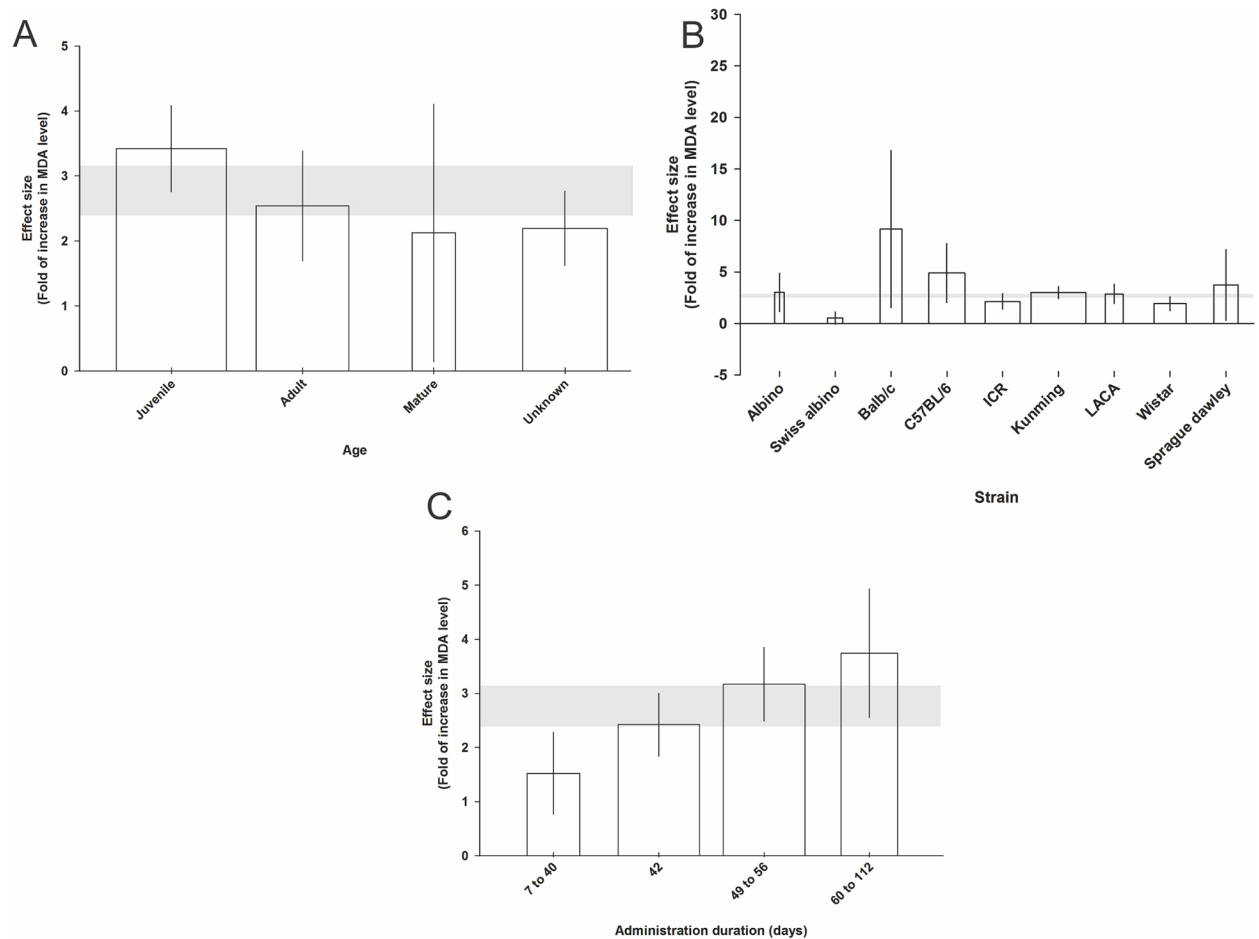 A
5
4
3
2
1
0
Effect size
(Fold of increase in MDA level)
Juvenile
Adult
Mature
Unknown
Age
B
30
25
20
15
10
5
0
-5
Effect size
(Fold of increase in MDA level)
Albino
Swiss albino
Balb/c
C57BL/6
ICR
Kunming
LACA
Wistar
Sprague dawley
Strain
C
6
5
4
3
2
1
0
Effect size
(Fold of increase in MDA level)
7 to 40
42
49 to 56
60 to 112
Administration duration (days)